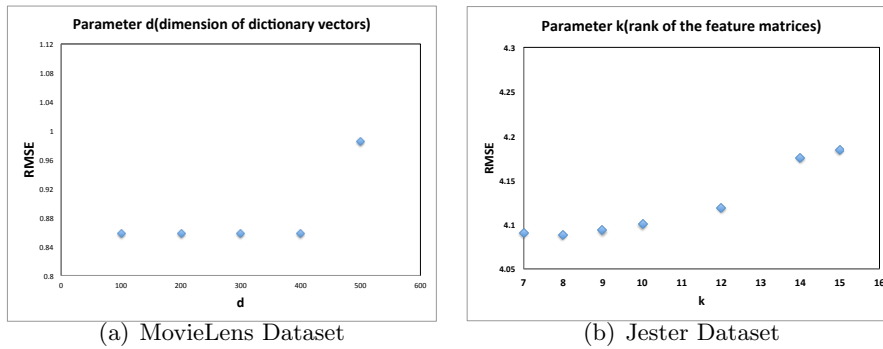 Parameter d(dimension of dictionary vectors)
1.12
1.08
1.04
1
0.96
0.92
0.88
0.84
0.8
RMSE
0 100 200 300 400 500 600
d
(a) MovieLens Dataset
Parameter k(rank of the feature matrices)
4.3
4.25
4.2
4.15
4.1
4.05
RMSE
7 8 9 10 11 12 13 14 15 16
k
(b) Jester Dataset